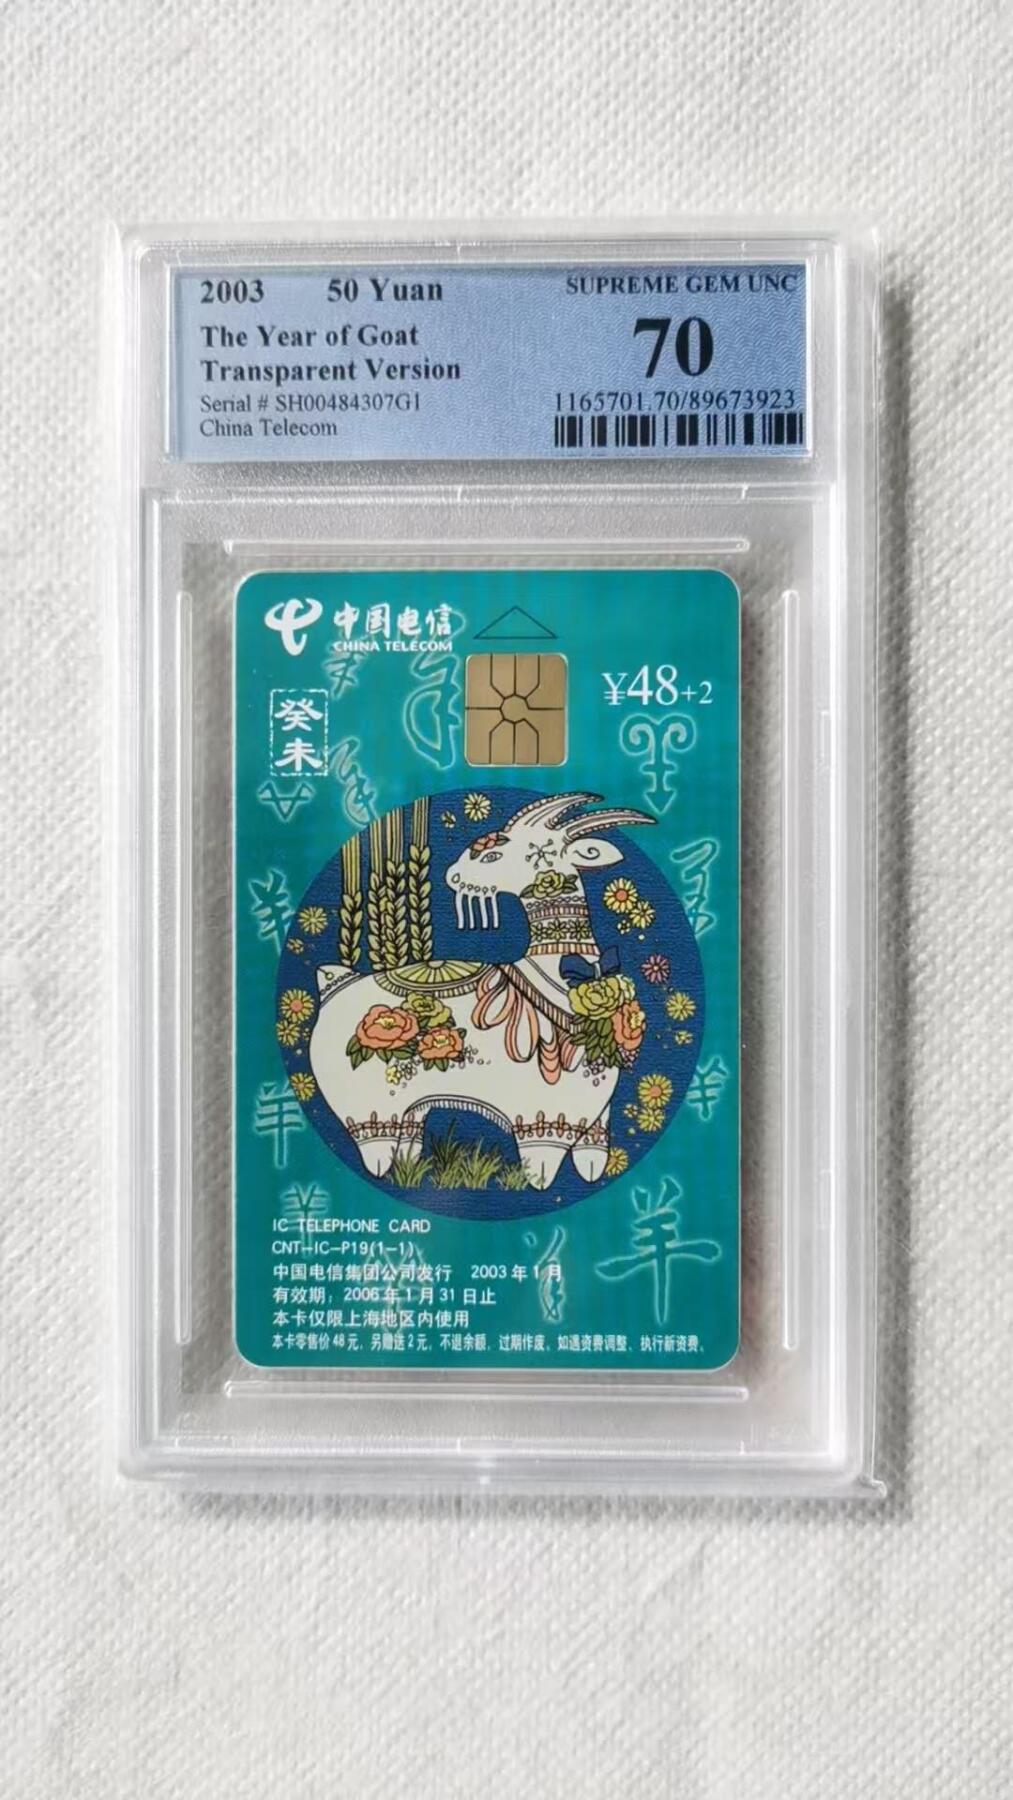 2003 50 Yuan
SUPREME GEM UNC
The Year of Goat
70
Transparent Version
Serial # SH00484307G1
1165701.70/89673923
China Telecom
中国电信
CHINA TELECOM
¥48+2
癸未
羊
羊
羊
羊
羊
IC TELEPHONE CARD
CNT-IC-P19(1-1)
中国电信集团公司发行 2003年1月
有效期：2006年1月31日止
本卡仅限上海地区内使用
本卡零售价48元，另赠送2元，不退余额，过期作废，如遇资费调整，执行新资费。